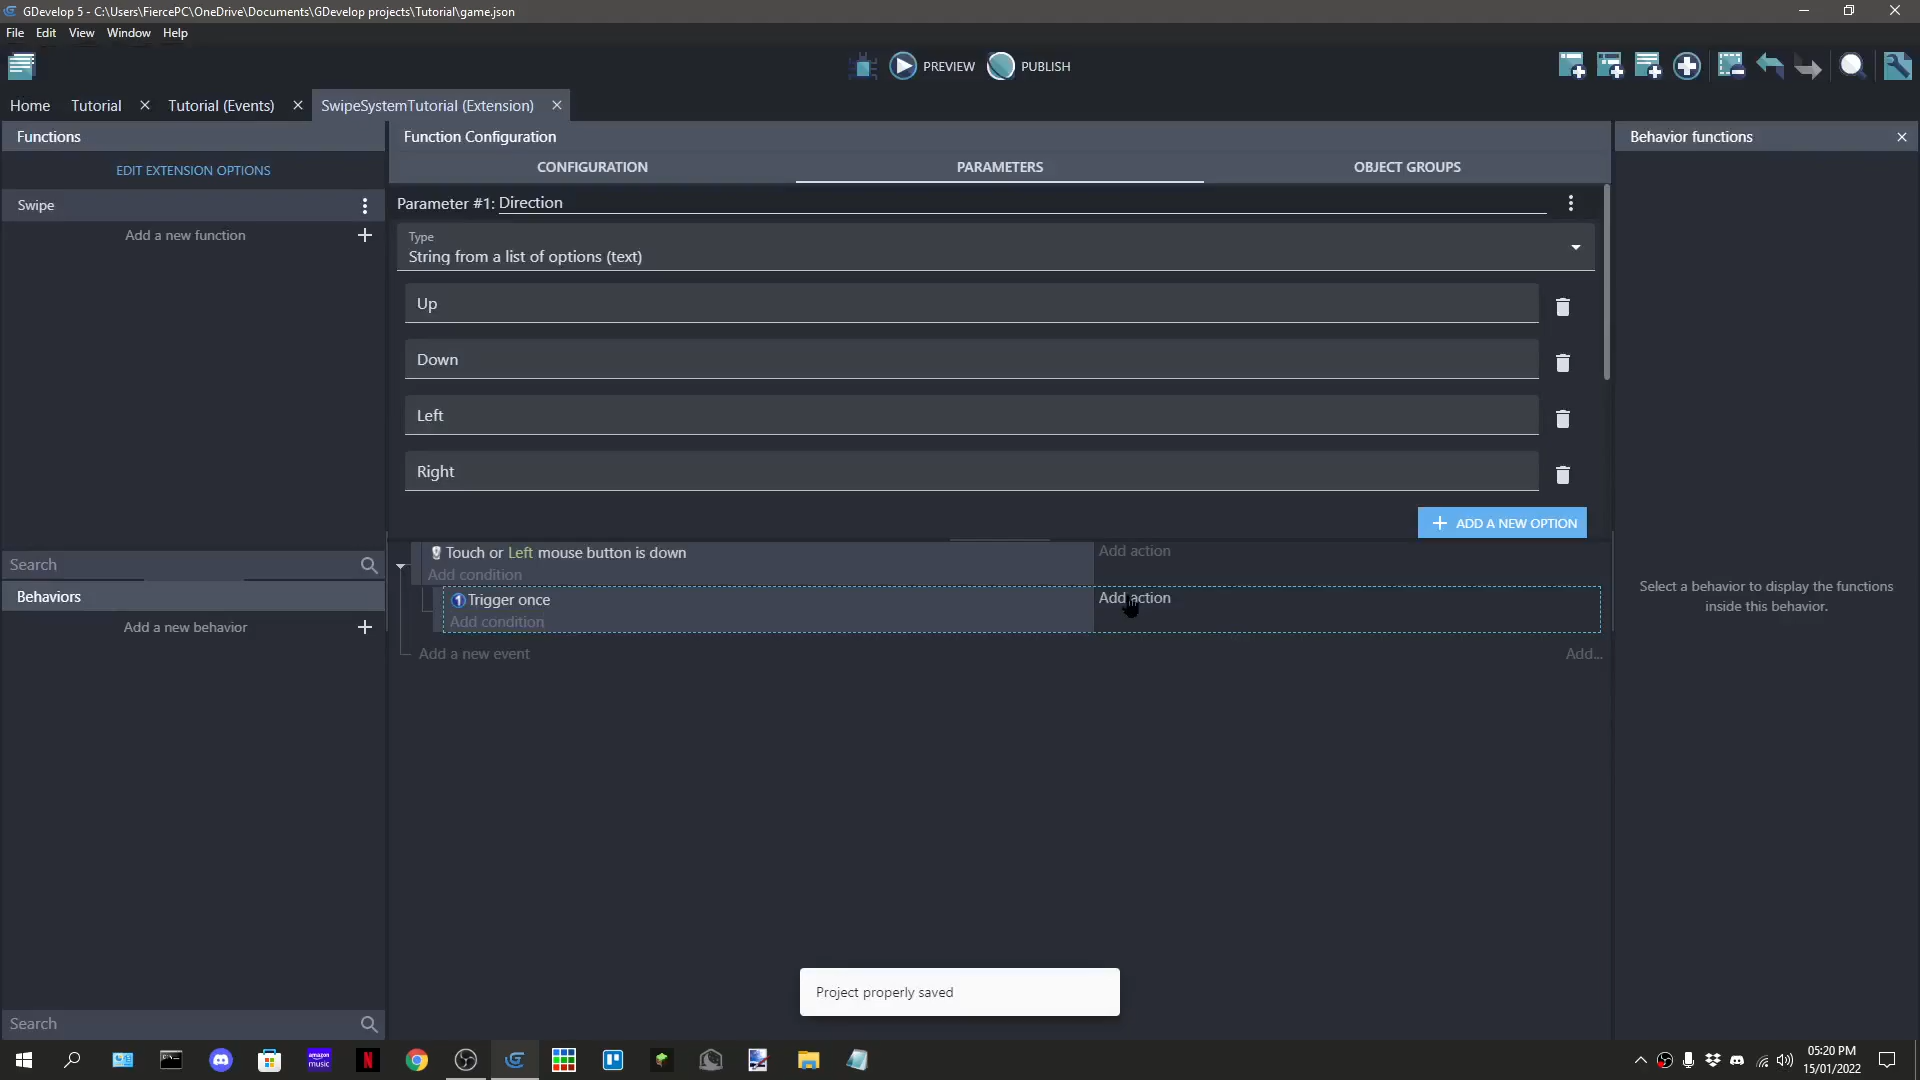 GDevelop 5 - C:\Users\FiercePC\OneDrive\Documents\GDevelop projects\Tutorial\game.json
File Edit View Window Help
PREVIEW PUBLISH
Home Tutorial Tutorial (Events) SwipeSystemTutorial (Extension)
Functions
EDIT EXTENSION OPTIONS
Swipe
Add a new function
Search
Behaviors
Add a new behavior
Search
Function Configuration
CONFIGURATION PARAMETERS OBJECT GROUPS
Parameter #1: Direction
Type
String from a list of options (text)
Up
Down
Left
Right
ADD A NEW OPTION
Touch or Left mouse button is down Add action
Add condition
Trigger once Add action
Add condition
Add a new event Add...
Behavior functions
Select a behavior to display the functions
inside this behavior.
Project properly saved
amazon
music
05:20 PM
15/01/2022